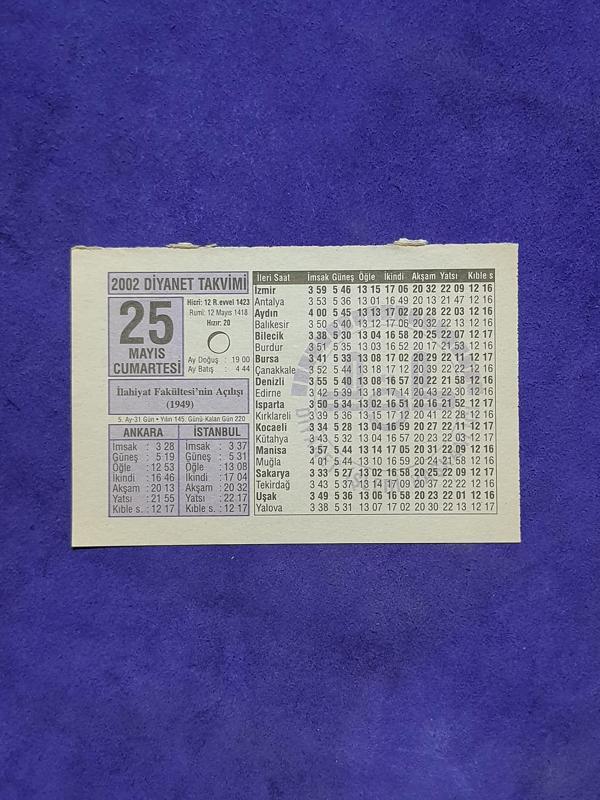 2002 DİYANET TAKVİMİ
25
MAYIS
CUMARTESİ
Hicri: 12 R.evvel 1423
Rumi: 12 Mayıs 1418
Hızır: 20
Ay Doğuş : 19 00
Ay Batış : 4 44
İlahiyat Fakültesi'nin Açılışı
(1949)
5. Ay-31 Gün • Yılın 145. Günü-Kalan Gün 220
ANKARA
İmsak : 3 28
Güneş : 5 19
Öğle : 12 53
İkindi : 16 46
Akşam : 20 13
Yatsı : 21 55
Kıble s. : 12 17
İSTANBUL
İmsak : 3 37
Güneş : 5 31
Öğle : 13 08
İkindi : 17 04
Akşam : 20 32
Yatsı : 22 17
Kıble s. : 12 17
İleri Saat İmsak Güneş Öğle İkindi Akşam Yatsı Kıble s
İzmir 3 59 5 46 13 15 17 06 20 32 22 09 12 16
Antalya 3 53 5 36 13 01 16 49 20 13 21 47 12 16
Aydın 4 00 5 45 13 13 17 02 20 28 22 03 12 16
Balıkesir 3 50 5 40 13 12 17 06 20 32 22 13 12 16
Bilecik 3 38 5 30 13 04 16 58 20 25 22 07 12 17
Burdur 3 51 5 35 13 03 16 52 20 17 21 53 12 16
Bursa 3 41 5 33 13 08 17 02 20 29 22 11 12 17
Çanakkale 3 52 5 44 13 18 17 12 20 39 22 21 12 16
Denizli 3 55 5 40 13 08 16 57 20 22 21 58 12 16
Edirne 3 42 5 39 13 18 17 14 20 43 22 30 12 16
Isparta 3 50 5 34 13 02 16 51 20 16 21 52 12 17
Kırklareli 3 39 5 36 13 15 17 12 20 41 22 28 12 16
Kocaeli 3 34 5 28 13 04 16 59 20 27 22 11 12 17
Kütahya 3 43 5 32 13 04 16 57 20 23 22 03 12 17
Manisa 3 57 5 44 13 14 17 05 20 31 22 09 12 16
Muğla 4 01 5 44 13 10 16 59 20 24 21 58 12 16
Sakarya 3 33 5 27 13 02 16 58 20 25 22 09 12 17
Tekirdağ 3 43 5 37 13 14 17 09 20 37 22 22 12 16
Uşak 3 49 5 36 13 06 16 58 20 23 22 01 12 16
Yalova 3 38 5 31 13 07 17 02 20 30 22 13 12 17